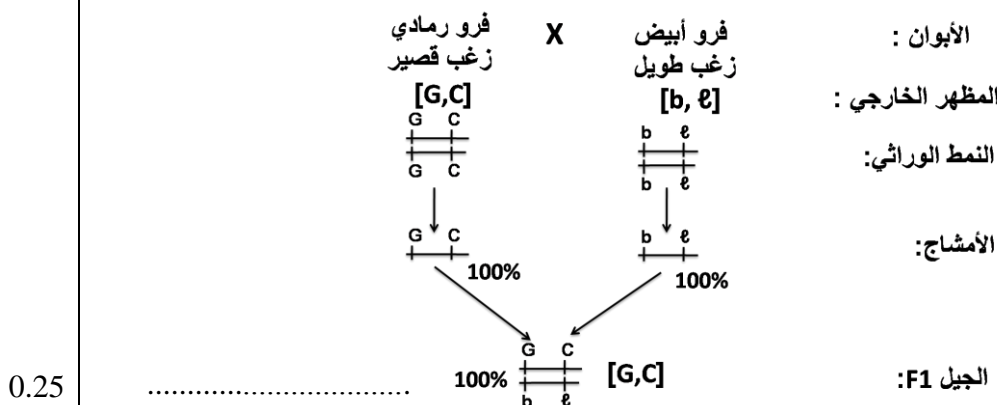 الأبوان : فرو أبيض X فرو رمادي
زغب طويل زغب قصير
المظهر الخارجي : [b, ℓ] [G,C]
b ℓ G C
النمط الوراثي:
b ℓ G C
الأمشاج: b ℓ G C
100% 100%
G C
الجيل F1: [G,C] 100%
b ℓ
................................. 0.25